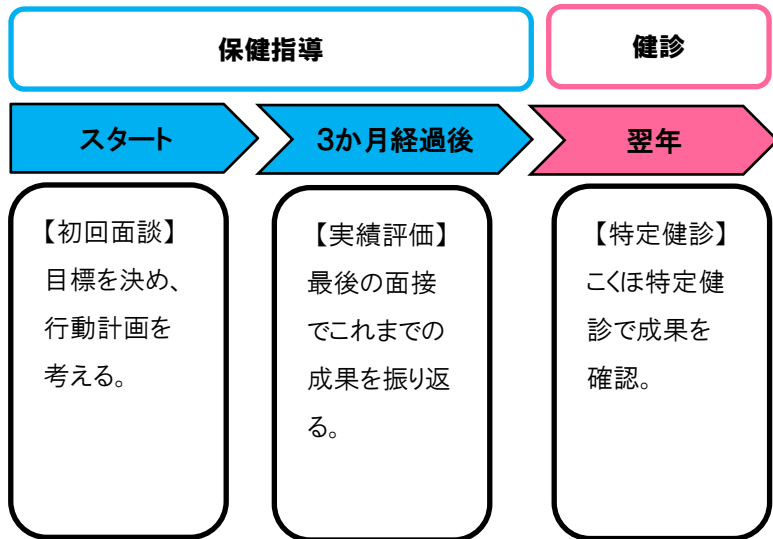 保健指導
健診
スタート
3か月経過後
翌年
【初回面談】
目標を決め、
行動計画を
考える。
【実績評価】
最後の面接
でこれまでの
成果を振り返
る。
【特定健診】
こくほ特定健
診で成果を
確認。